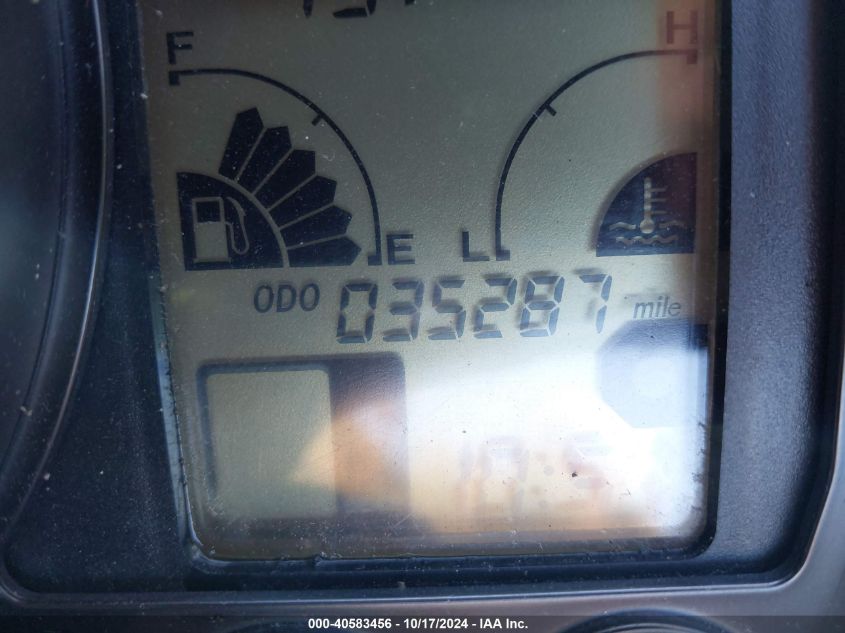 F H
E L
ODO 035287 mile
000-40583456 - 10/17/2024 - IAA Inc.